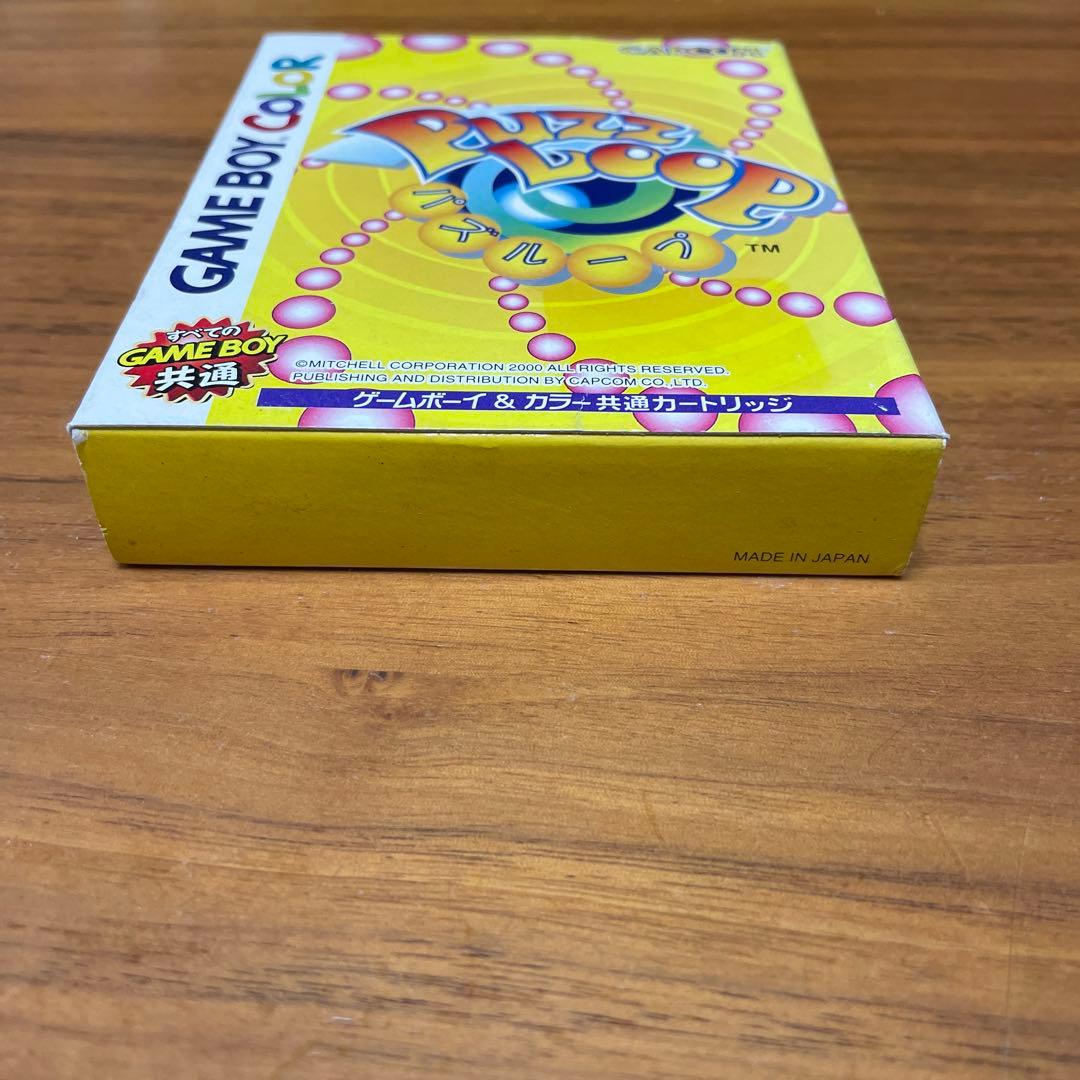 GAME BOY COLOR
CAPCOM
PUZZ
LOOP
パズループ
TM
すべての
GAME BOY
共通
©MITCHELL CORPORATION 2000 ALL RIGHTS RESERVED.
PUBLISHING AND DISTRIBUTION BY CAPCOM CO.,LTD.
ゲームボーイ & カラー共通カートリッジ
MADE IN JAPAN